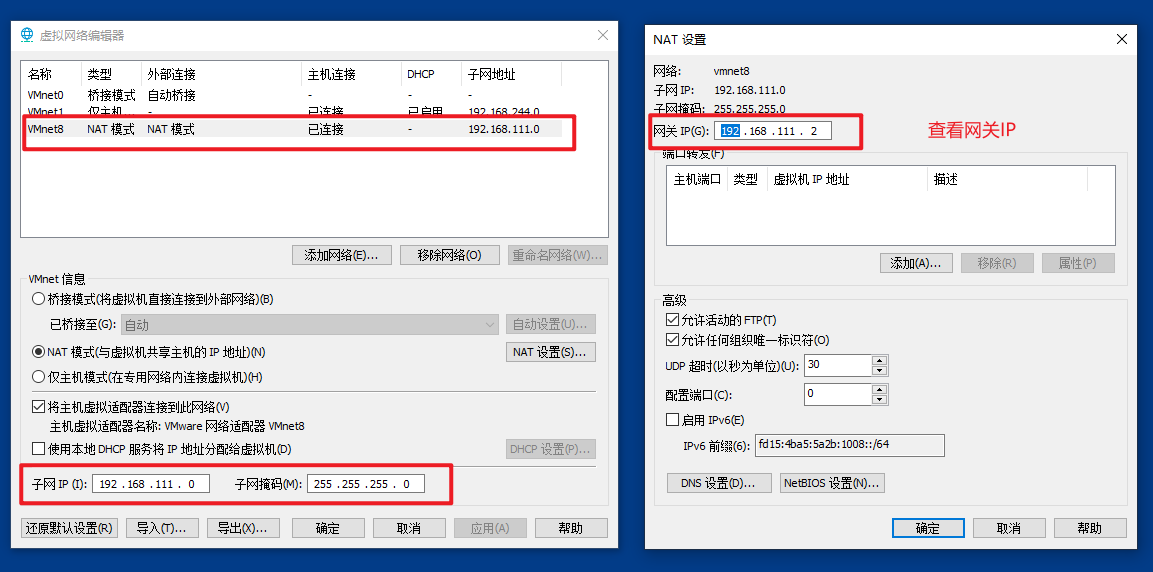 虚拟网络编辑器
名称 类型 外部连接 主机连接 DHCP 子网地址
VMnet0 桥接模式 自动桥接 - - -
VMnet1 仅主机... - 已连接 已启用 192.168.244.0
VMnet8 NAT 模式 NAT 模式 已连接 - 192.168.111.0
添加网络(E)... 移除网络(O) 重命名网络(W)...
VMnet 信息
桥接模式(将虚拟机直接连接到外部网络)(B)
已桥接至(G): 自动 自动设置(U)...
NAT 模式(与虚拟机共享主机的 IP 地址)(N) NAT 设置(S)...
仅主机模式(在专用网络内连接虚拟机)(H)
将主机虚拟适配器连接到此网络(V)
主机虚拟适配器名称: VMware 网络适配器 VMnet8
使用本地 DHCP 服务将 IP 地址分配给虚拟机(D) DHCP 设置(P)...
子网 IP (I): 192 . 168 . 111 . 0 子网掩码(M): 255 . 255 . 255 . 0
还原默认设置(R) 导入(T)... 导出(X)... 确定 取消 应用(A) 帮助
NAT 设置
网络: vmnet8
子网 IP: 192.168.111.0
子网掩码: 255.255.255.0
网关 IP(G): 192 . 168 . 111 . 2
查看网关IP
端口转发(F)
主机端口 类型 虚拟机 IP 地址 描述
添加(A)... 移除(R) 属性(P)
高级
允许活动的 FTP(T)
允许任何组织唯一标识符(O)
UDP 超时(以秒为单位)(U): 30
配置端口(C): 0
启用 IPv6(E)
IPv6 前缀(6): fd15:4ba5:5a2b:1008::/64
DNS 设置(D)... NetBIOS 设置(N)...
确定 取消 帮助